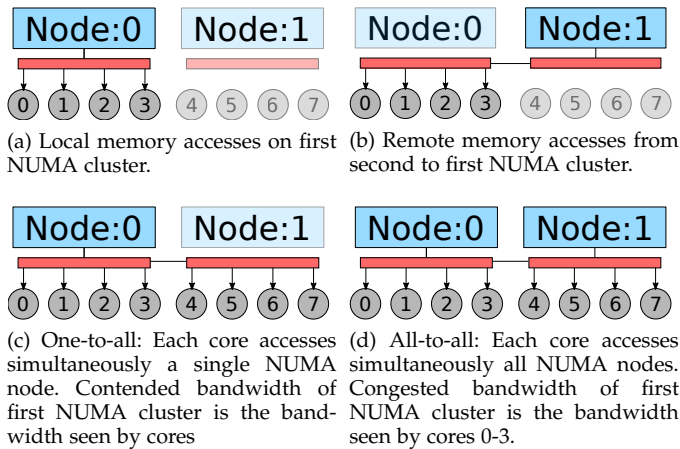 Node:0 Node:1
0 1 2 3 4 5 6 7
(a) Local memory accesses on first
NUMA cluster.
Node:0 Node:1
0 1 2 3 4 5 6 7
(b) Remote memory accesses from
second to first NUMA cluster.
Node:0 Node:1
0 1 2 3 4 5 6 7
(c) One-to-all: Each core accesses
simultaneously a single NUMA
node. Contended bandwidth of
first NUMA cluster is the band-
width seen by cores
Node:0 Node:1
0 1 2 3 4 5 6 7
(d) All-to-all: Each core accesses
simultaneously all NUMA nodes.
Congested bandwidth of first
NUMA cluster is the bandwidth
seen by cores 0-3.